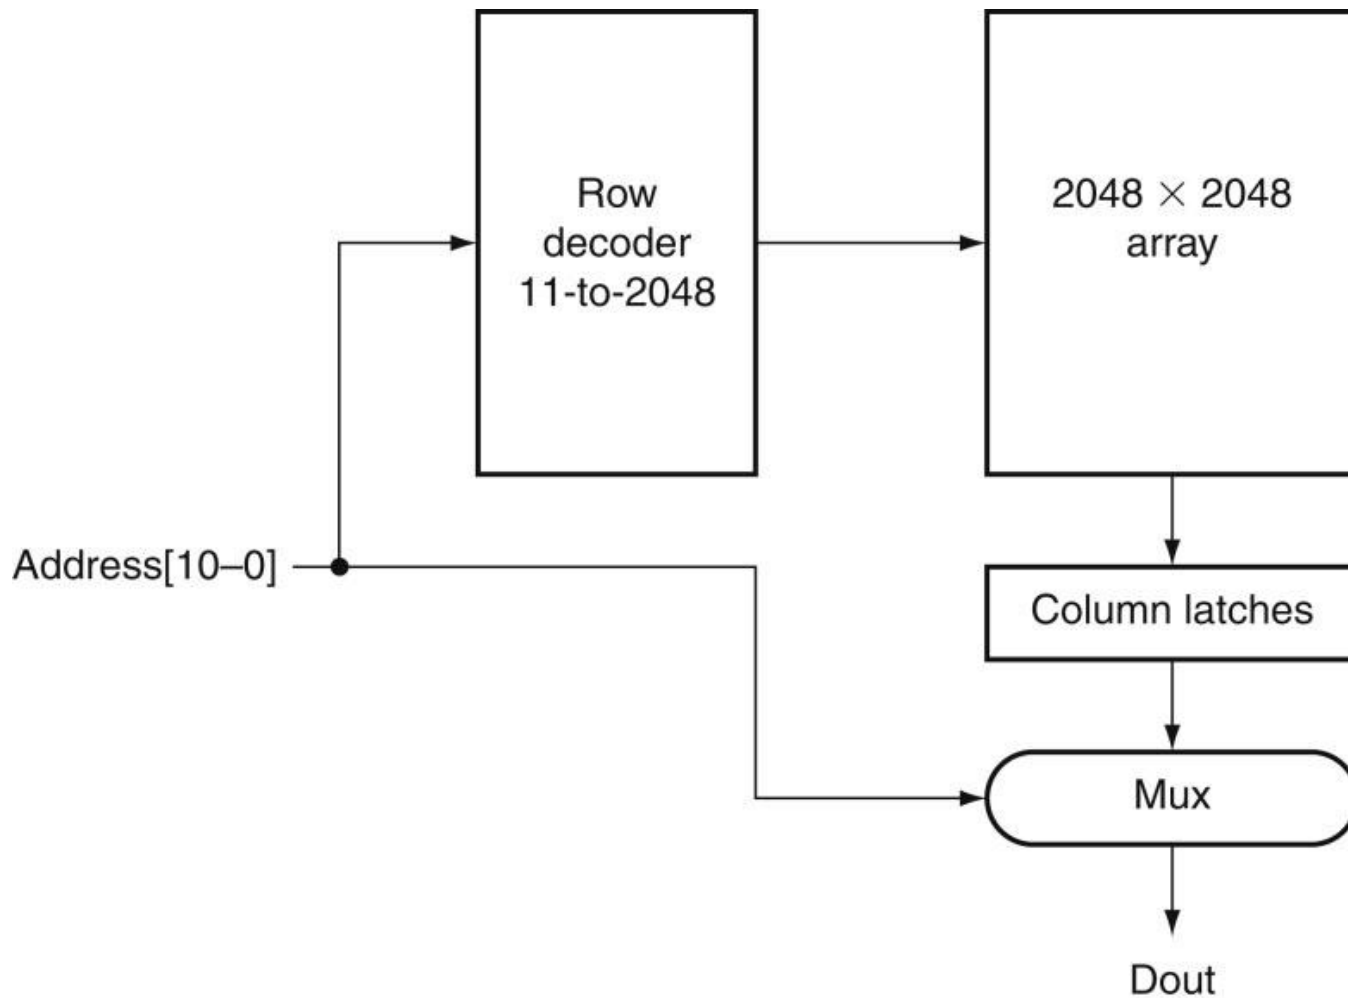 Row
decoder
11-to-2048
2048 × 2048
array
Address[10–0]
Column latches
Mux
Dout